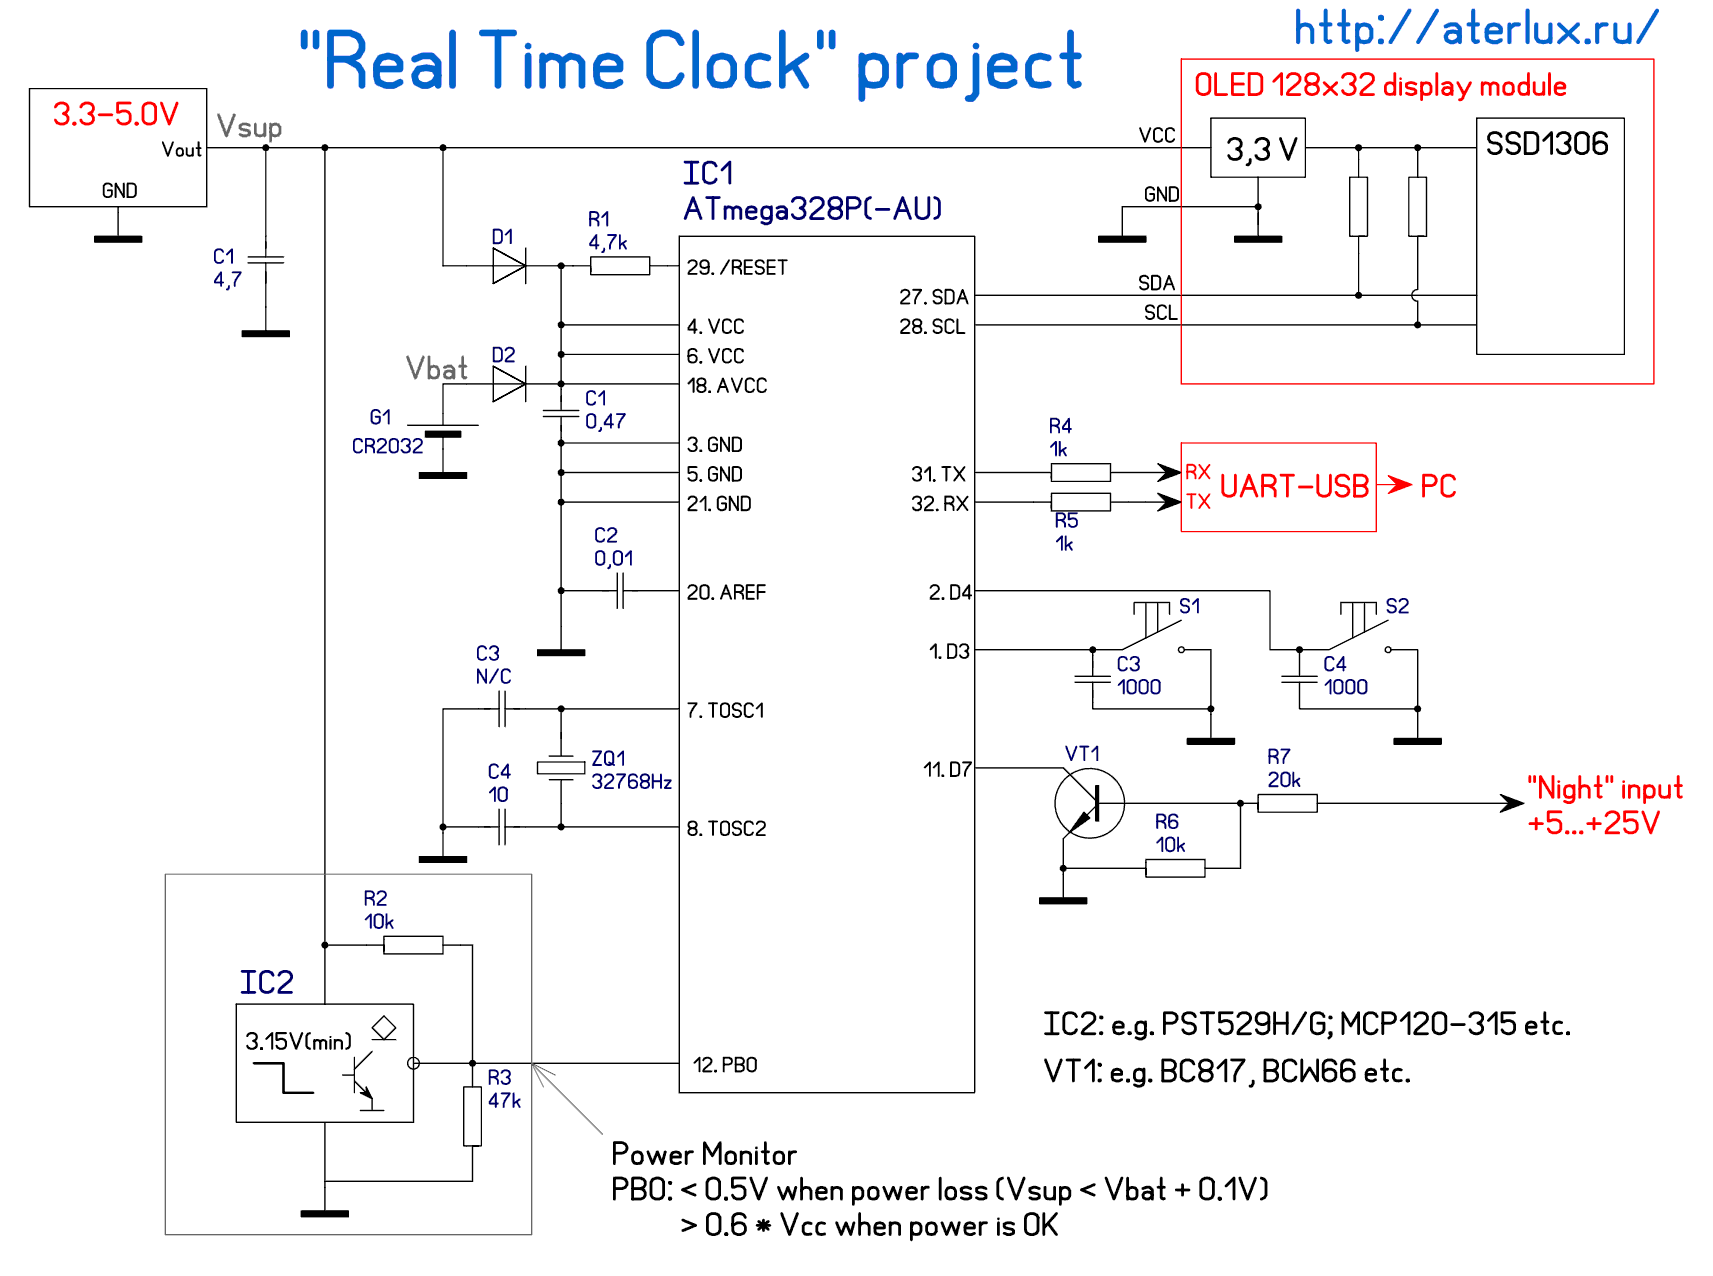 "Real Time Clock" project
http://aterlux.ru/
3.3-5.0V
Vout
GND
Vsup
C1
4,7
D1
R1
4,7k
Vbat
D2
G1
CR2032
C1
0,47
C2
0,01
C3
N/C
C4
10
ZQ1
32768Hz
IC1
ATmega328P(-AU)
29. /RESET
4. VCC
6. VCC
18. AVCC
3. GND
5. GND
21. GND
20. AREF
7. TOSC1
8. TOSC2
12. PB0
27. SDA
28. SCL
31. TX
32. RX
2. D4
1. D3
11. D7
OLED 128x32 display module
VCC
3,3 V
SSD1306
GND
SDA
SCL
R4
1k
R5
1k
RX
TX
UART-USB
PC
S1
C3
1000
S2
C4
1000
VT1
R7
20k
R6
10k
"Night" input
+5...+25V
R2
10k
IC2
3.15V(min)
R3
47k
IC2: e.g. PST529H/G; MCP120-315 etc.
VT1: e.g. BC817, BCW66 etc.
Power Monitor
PB0: < 0.5V when power loss (Vsup < Vbat + 0.1V)
> 0.6 * Vcc when power is OK